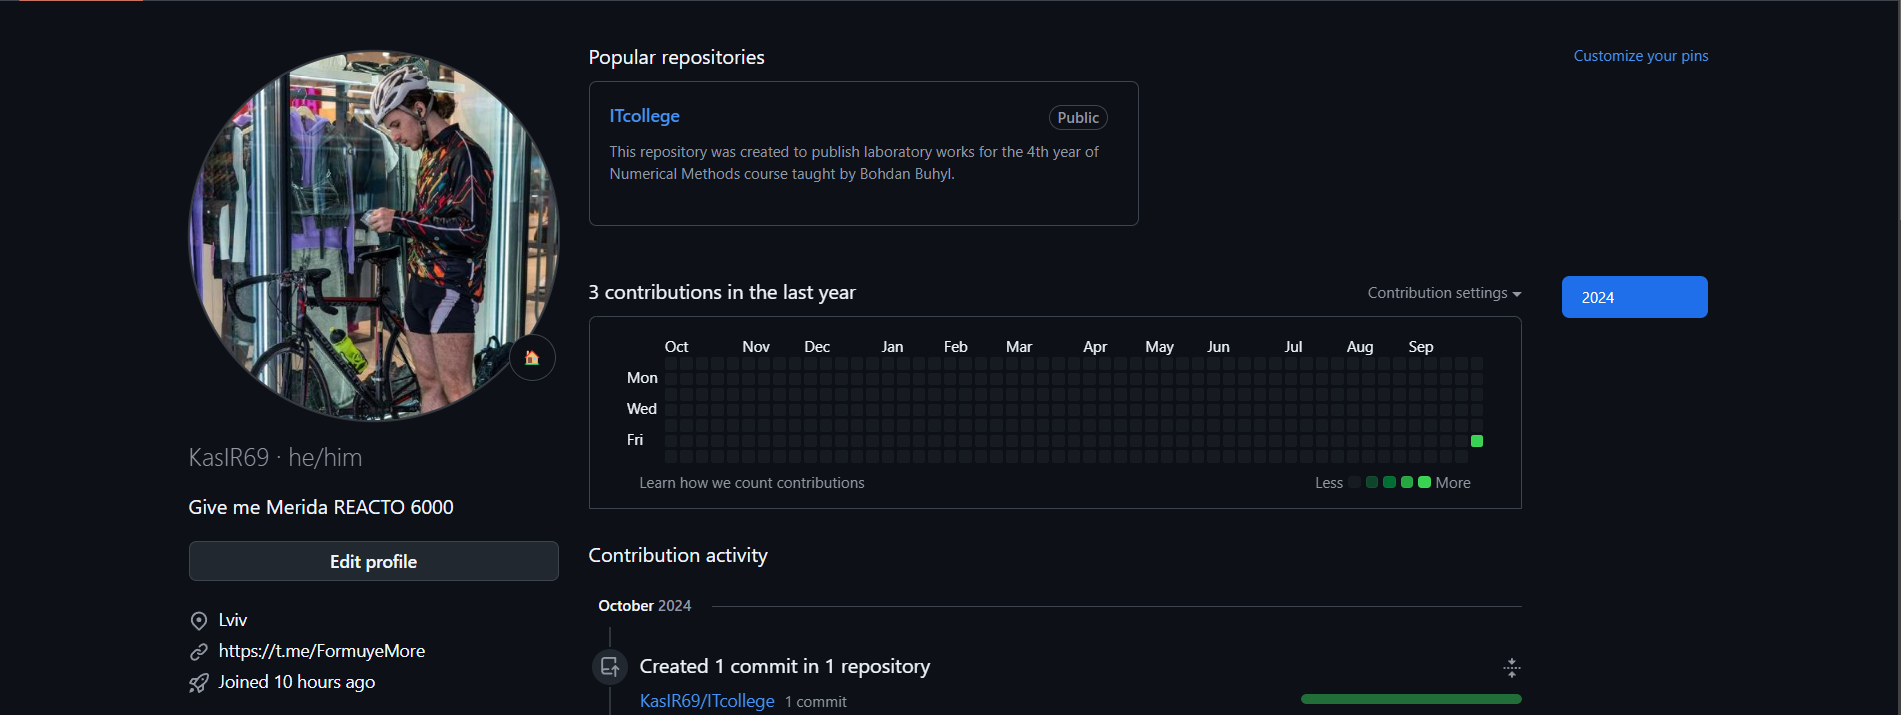 Popular repositories
Customize your pins
ITcollege
Public
This repository was created to publish laboratory works for the 4th year of
Numerical Methods course taught by Bohdan Buhyl.
3 contributions in the last year
Contribution settings
2024
Oct Nov Dec Jan Feb Mar Apr May Jun Jul Aug Sep
Mon
Wed
Fri
Learn how we count contributions
Less More
KasIR69 · he/him
Give me Merida REACTO 6000
Edit profile
Lviv
https://t.me/FormuyeMore
Joined 10 hours ago
Contribution activity
October 2024
Created 1 commit in 1 repository
KasIR69/ITcollege 1 commit